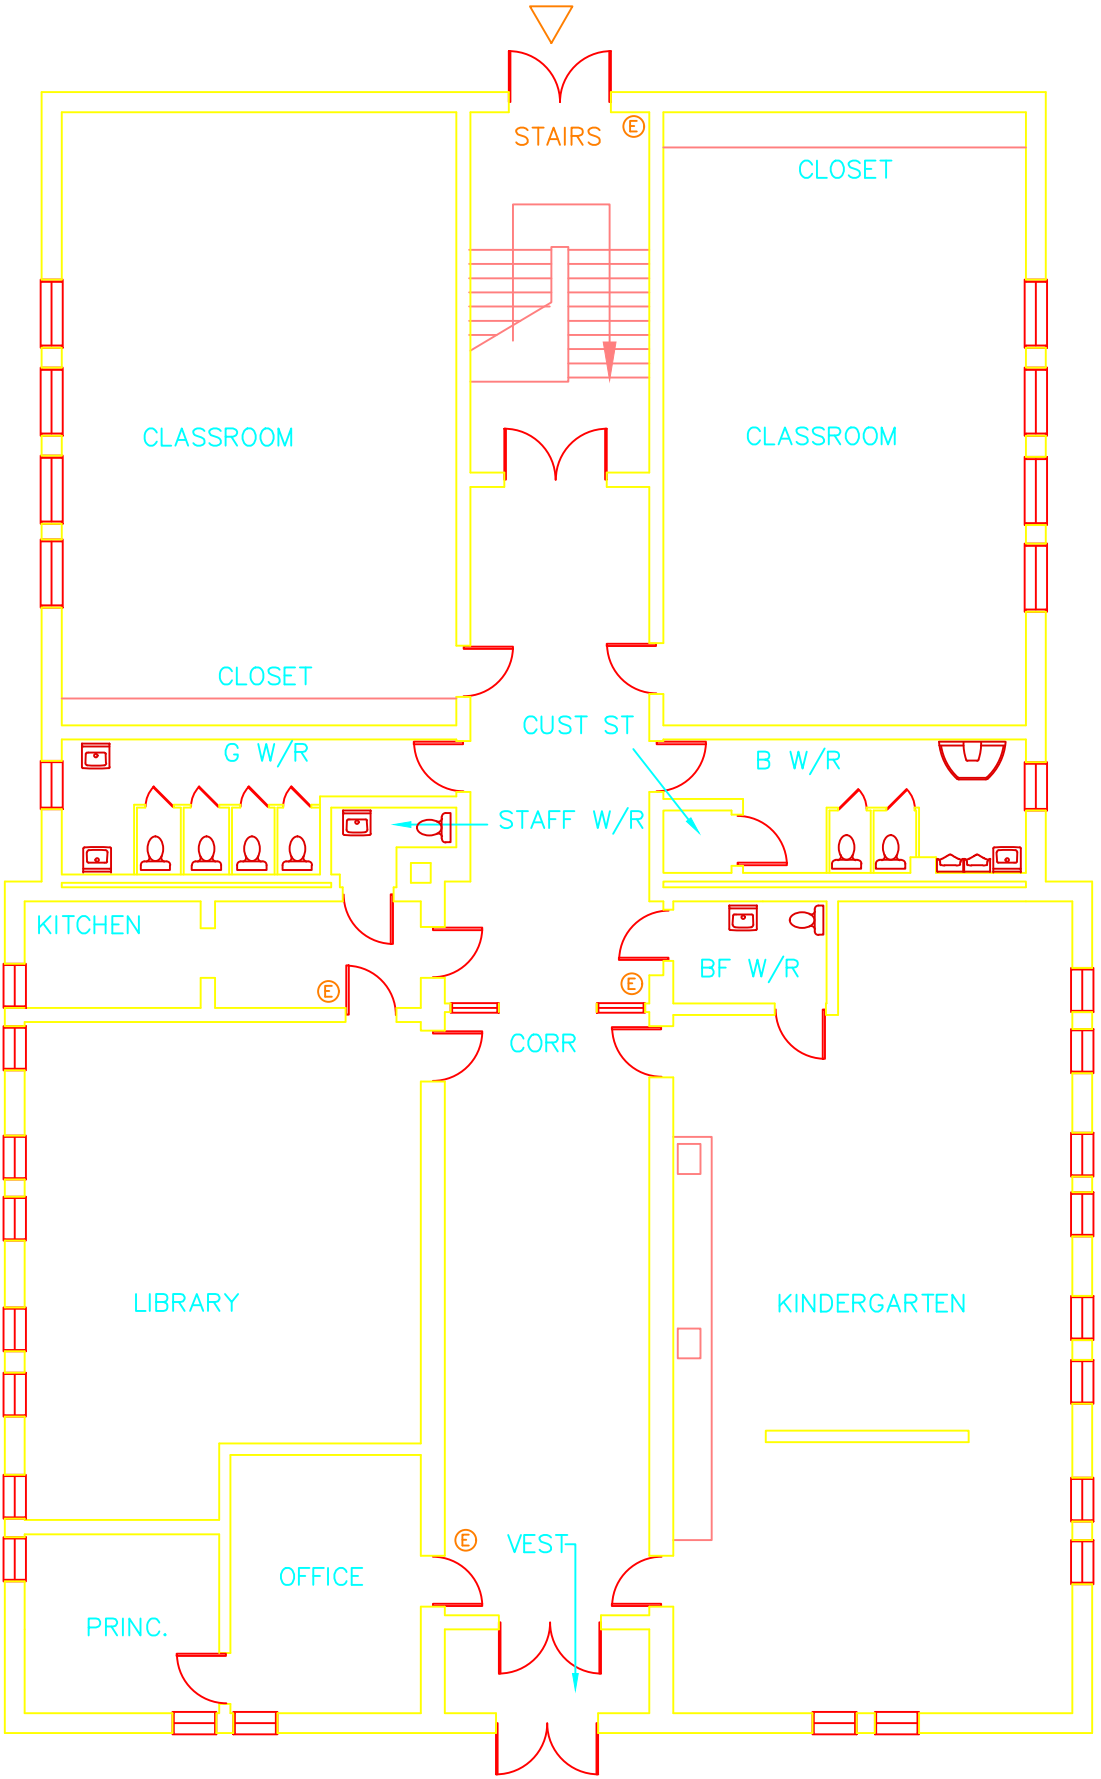 STAIRS
E
CLOSET
CLASSROOM
CLASSROOM
CLOSET
CUST ST
G W/R
B W/R
STAFF W/R
KITCHEN
BF W/R
E
E
CORR
LIBRARY
KINDERGARTEN
E
VEST
OFFICE
PRINC.